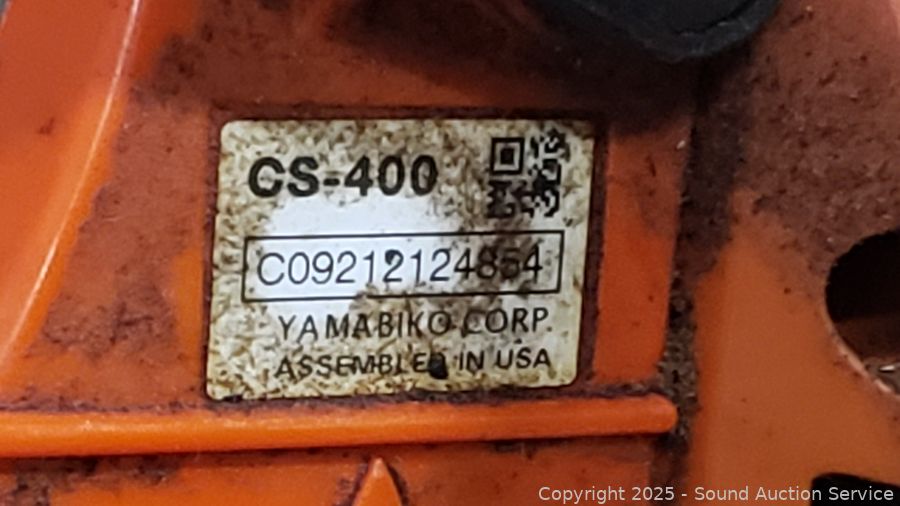 CS-400
C09212124854
YAMABIKO CORP.
ASSEMBLED IN USA
Copyright © 2025 - Sound Auction Service